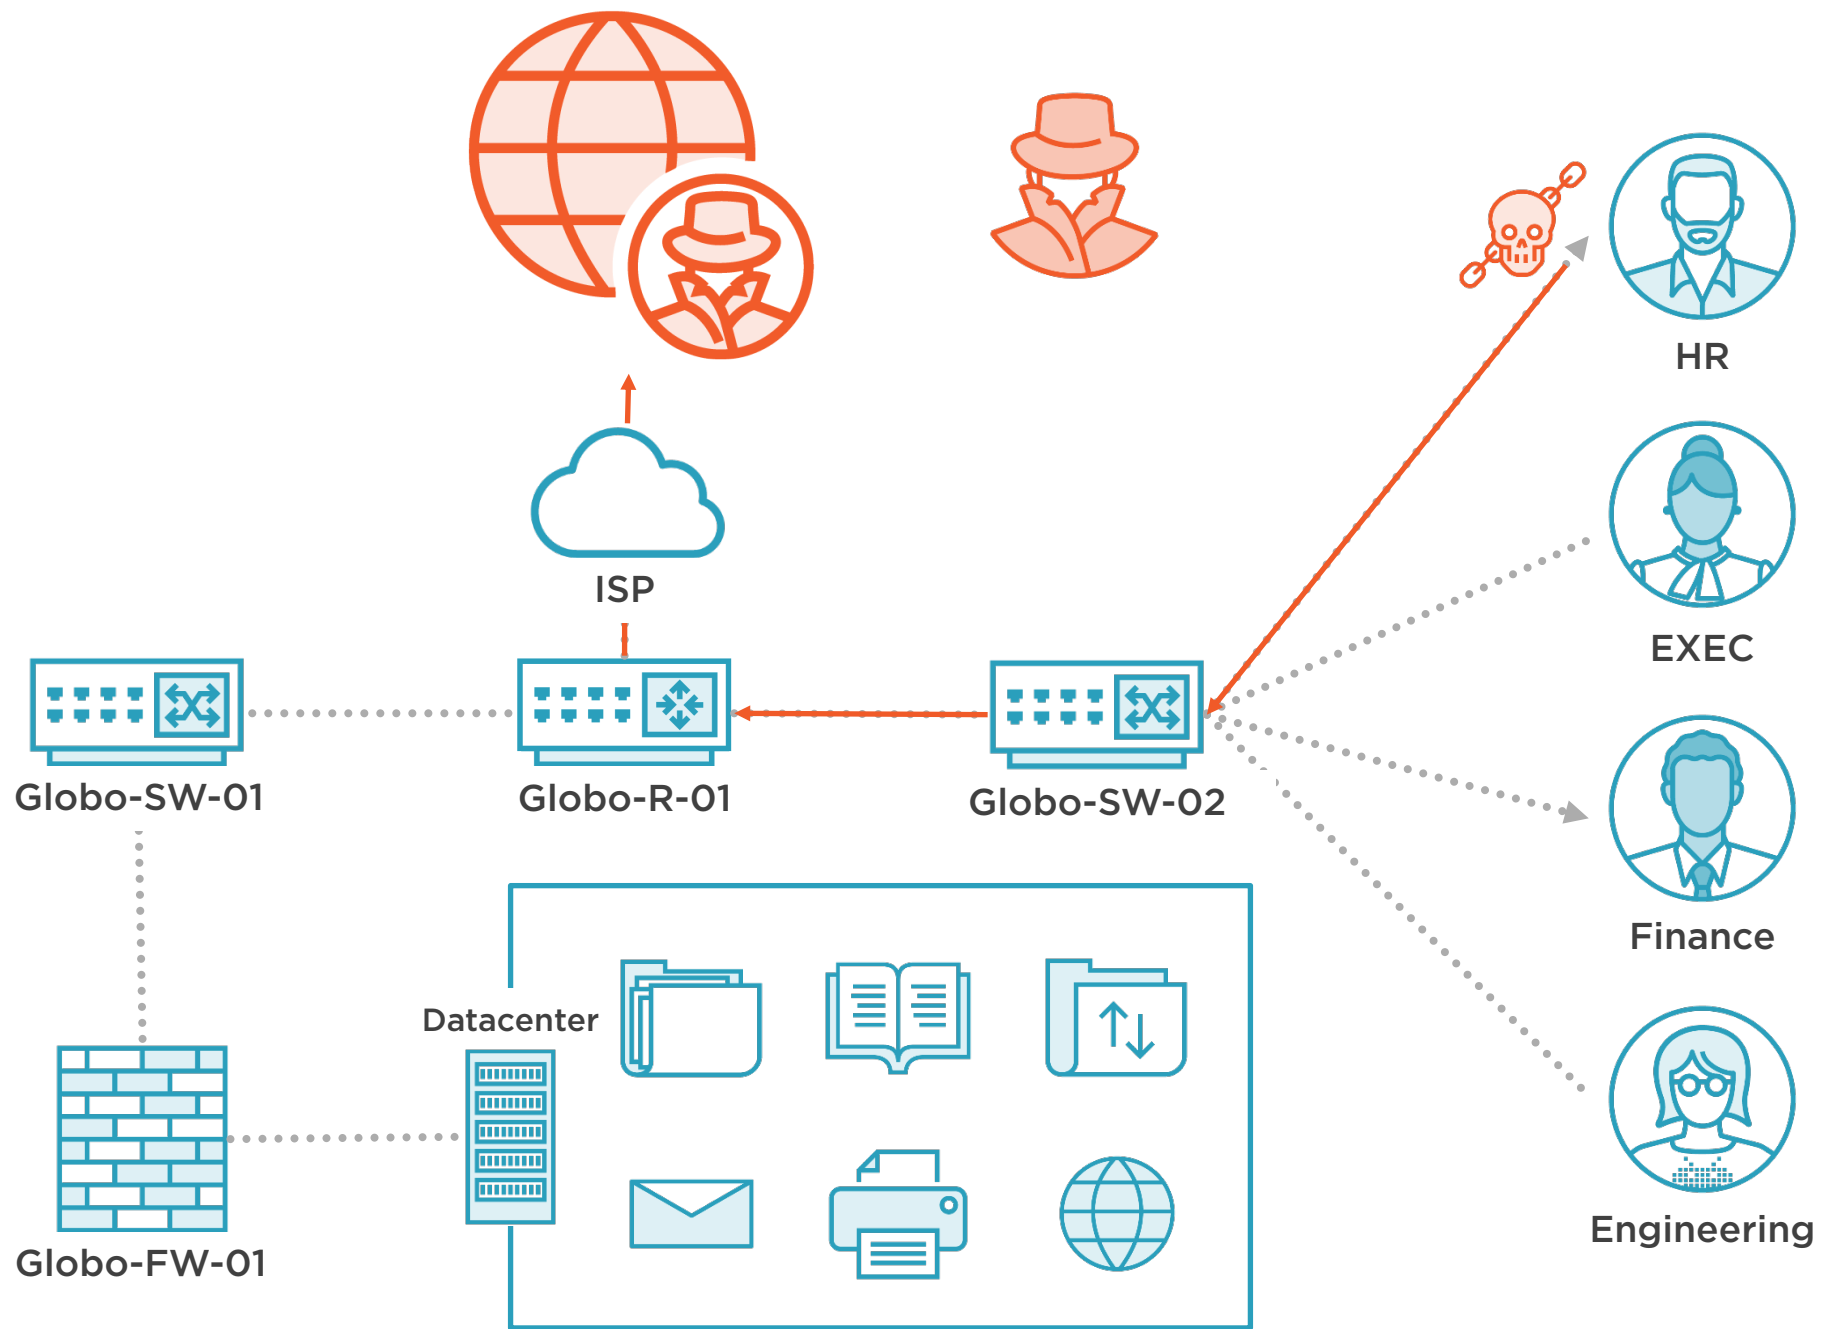 HR
ISP
EXEC
Globo-SW-01
Globo-R-01
Globo-SW-02
Finance
Datacenter
Globo-FW-01
Engineering